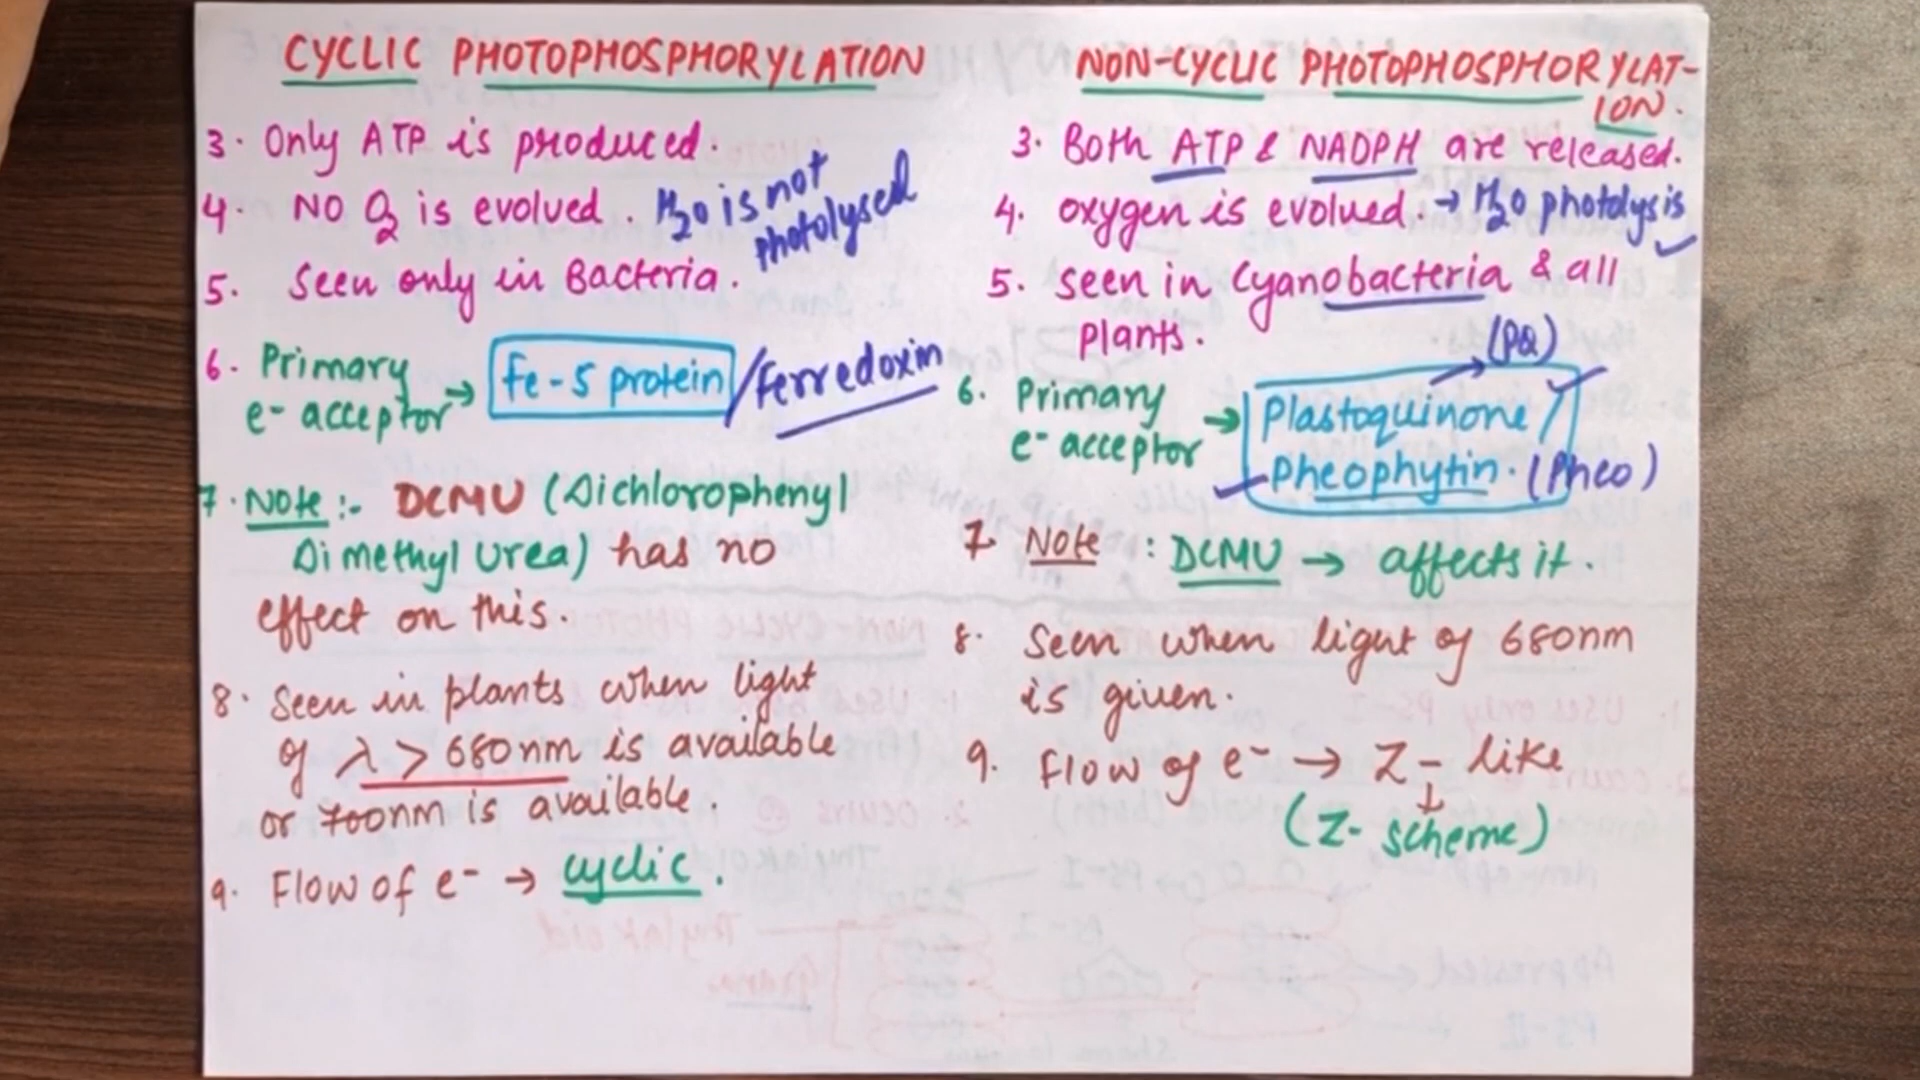 CYCLIC PHOTOPHOSPHORYLATION
3. Only ATP is produced.
4. NO O2 is evolved. H2O is not
photolysed
5. Seen only in Bacteria.
6. Primary
e- acceptor → Fe-S protein / Ferredoxin
7. Note:- DCMU (Dichlorophenyl
Dimethyl Urea) has no
effect on this.
8. Seen in plants when light
of λ > 680nm is available
or 700nm is available.
9. Flow of e- → cyclic.
NON-CYCLIC PHOTOPHOSPHORYLAT-
ION.
3. Both ATP & NADPH are released.
4. oxygen is evolved. → H2O photolysis
5. seen in Cyanobacteria & all
plants.
(PQ)
6. Primary
e- acceptor → Plastoquinone /
Pheophytin. (Pheo)
7. Note : DCMU → affects it.
8. Seen when light of 680nm
is given.
9. Flow of e- → Z- like
(Z- scheme)